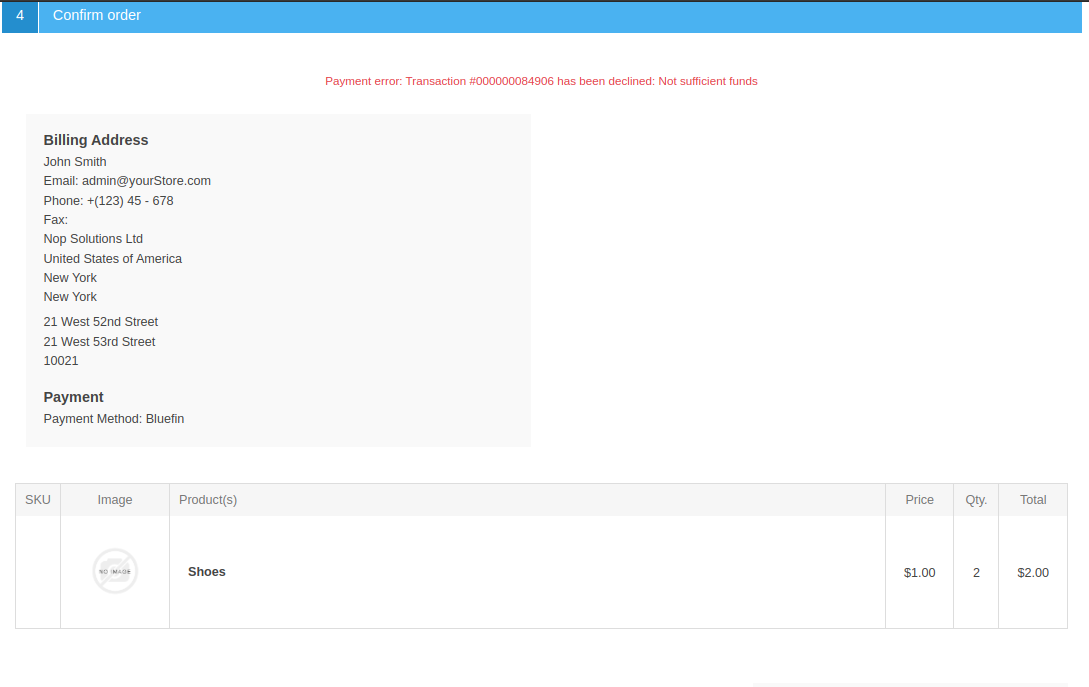 4 Confirm order
Payment error: Transaction #000000084906 has been declined: Not sufficient funds
Billing Address
John Smith
Email: admin@yourStore.com
Phone: +(123) 45 - 678
Fax:
Nop Solutions Ltd
United States of America
New York
New York
21 West 52nd Street
21 West 53rd Street
10021
Payment
Payment Method: Bluefin
SKU Image Product(s) Price Qty. Total
NO IMAGE Shoes $1.00 2 $2.00